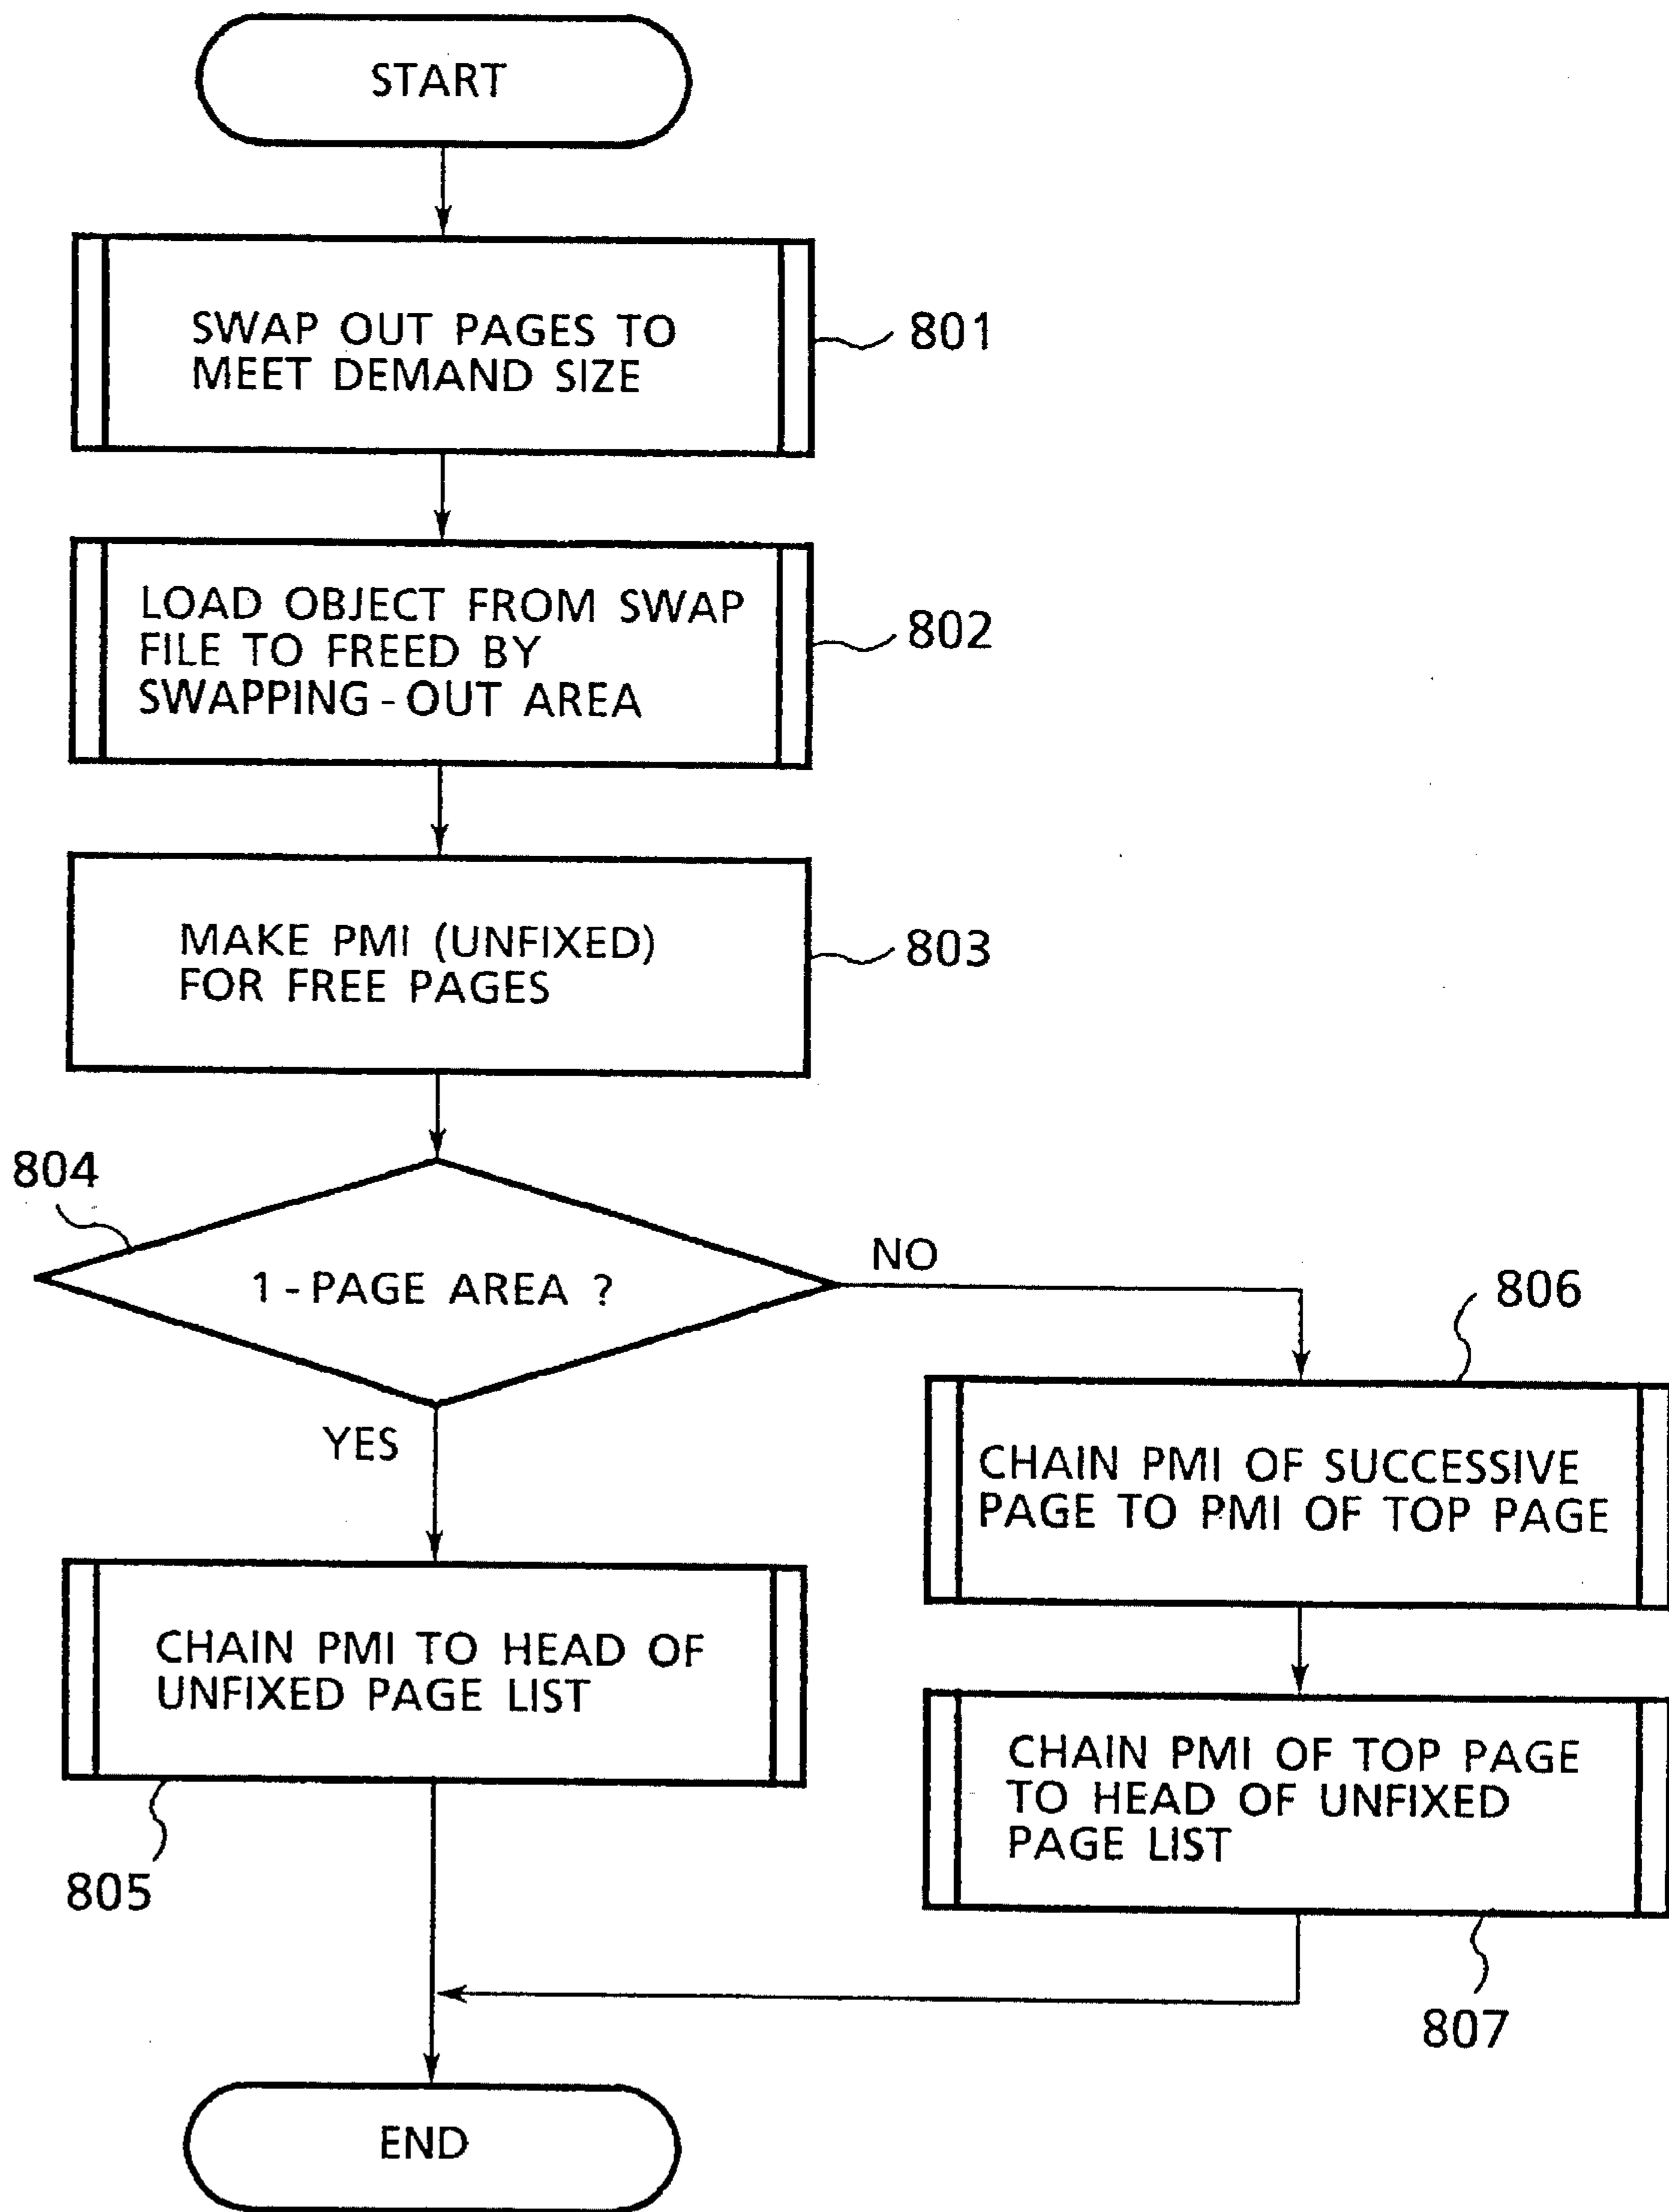 START
SWAP OUT PAGES TO
MEET DEMAND SIZE
801
LOAD OBJECT FROM SWAP
FILE TO FREED BY
SWAPPING-OUT AREA
802
MAKE PMI (UNFIXED)
FOR FREE PAGES
803
804
1-PAGE AREA ?
NO
YES
806
CHAIN PMI OF SUCCESSIVE
PAGE TO PMI OF TOP PAGE
CHAIN PMI TO HEAD OF
UNFIXED PAGE LIST
805
CHAIN PMI OF TOP PAGE
TO HEAD OF UNFIXED
PAGE LIST
807
END